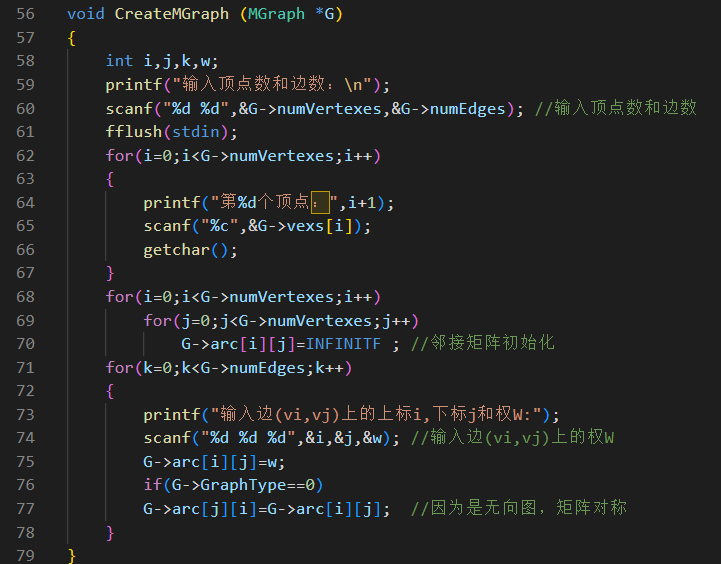 56 void CreateMGraph (MGraph *G)
57 {
58 int i,j,k,w;
59 printf("输入顶点数和边数：\n");
60 scanf("%d %d",&G->numVertexes,&G->numEdges); //输入顶点数和边数
61 fflush(stdin);
62 for(i=0;i<G->numVertexes;i++)
63 {
64 printf("第%d个顶点：",i+1);
65 scanf("%c",&G->vexs[i]);
66 getchar();
67 }
68 for(i=0;i<G->numVertexes;i++)
69 for(j=0;j<G->numVertexes;j++)
70 G->arc[i][j]=INFINITF ; //邻接矩阵初始化
71 for(k=0;k<G->numEdges;k++)
72 {
73 printf("输入边(vi,vj)上的上标i,下标j和权W:");
74 scanf("%d %d %d",&i,&j,&w); //输入边(vi,vj)上的权W
75 G->arc[i][j]=w;
76 if(G->GraphType==0)
77 G->arc[j][i]=G->arc[i][j]; //因为是无向图，矩阵对称
78 }
79 }